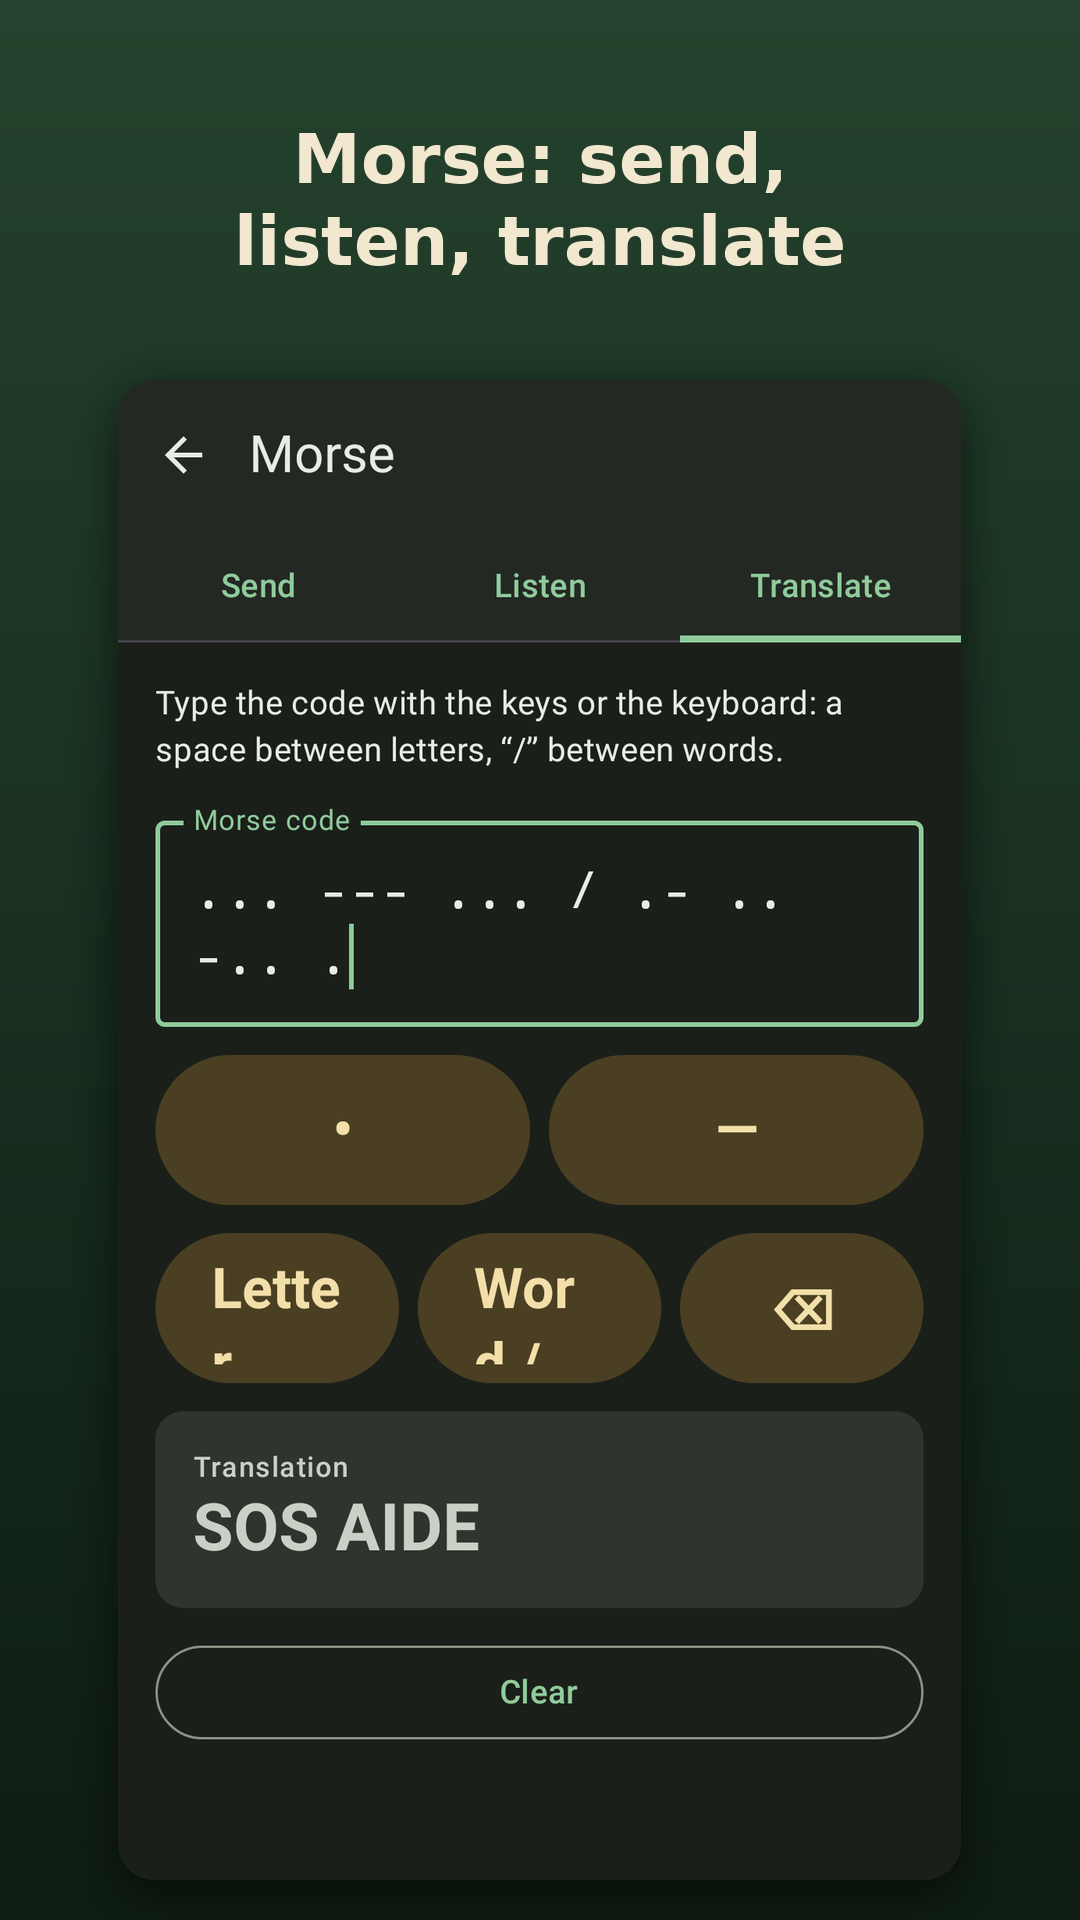 Morse: send,
listen, translate
Morse
Send Listen Translate
Type the code with the keys or the keyboard: a
space between letters, “/” between words.
Morse code
... --- ... / .- ..
-.. .
• —
Lette
r
Wor
d /
⌫
Translation
SOS AIDE
Clear